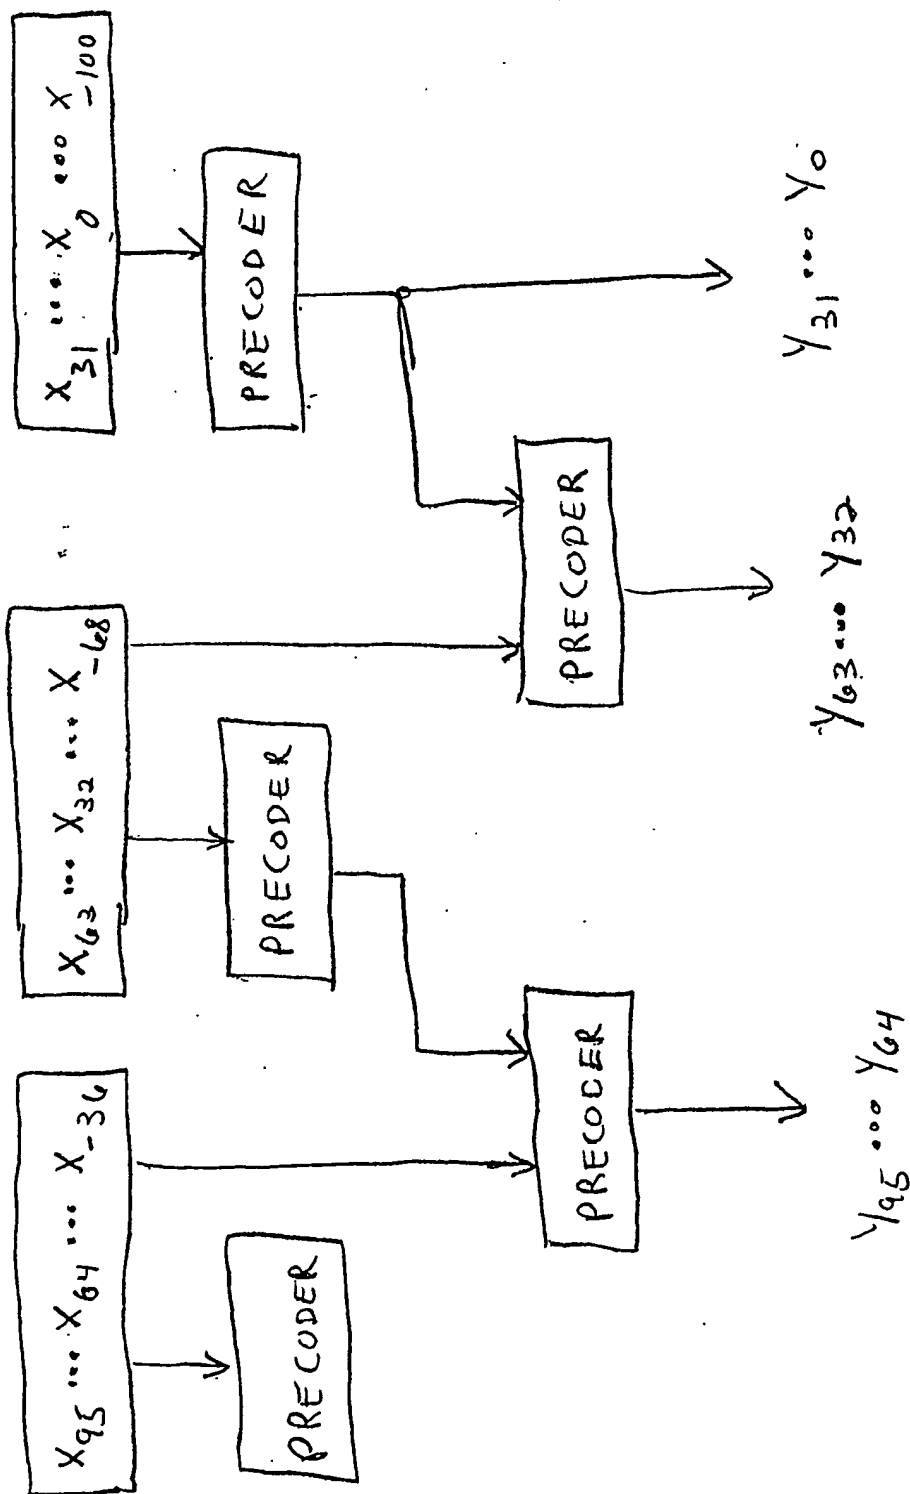 X95 ... X64 ... X-36
X63 ... X32 ... X-68
X31 ... X0 ... X-100
PRECODER
PRECODER
PRECODER
PRECODER
PRECODER
Y95 ... Y64
Y63 ... Y32
Y31 ... Y0